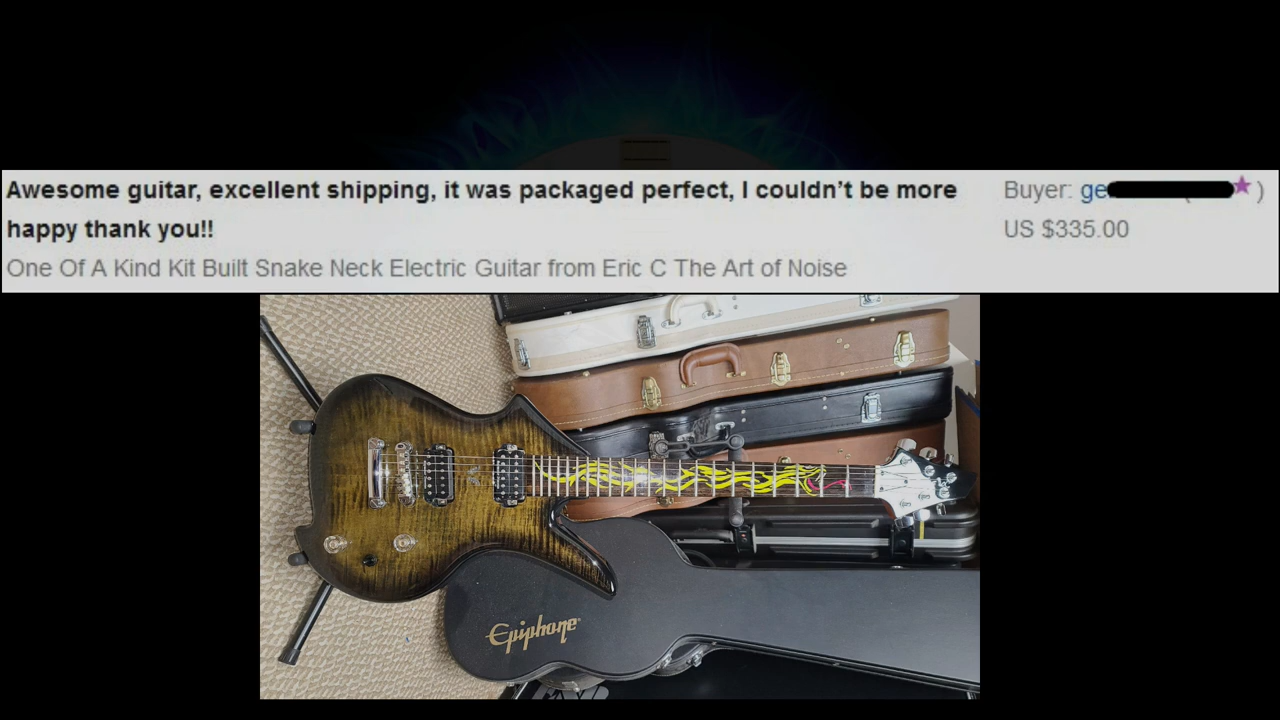 Awesome guitar, excellent shipping, it was packaged perfect, I couldn't be more
happy thank you!!
Buyer: ge
US $335.00
One Of A Kind Kit Built Snake Neck Electric Guitar from Eric C The Art of Noise
Epiphone